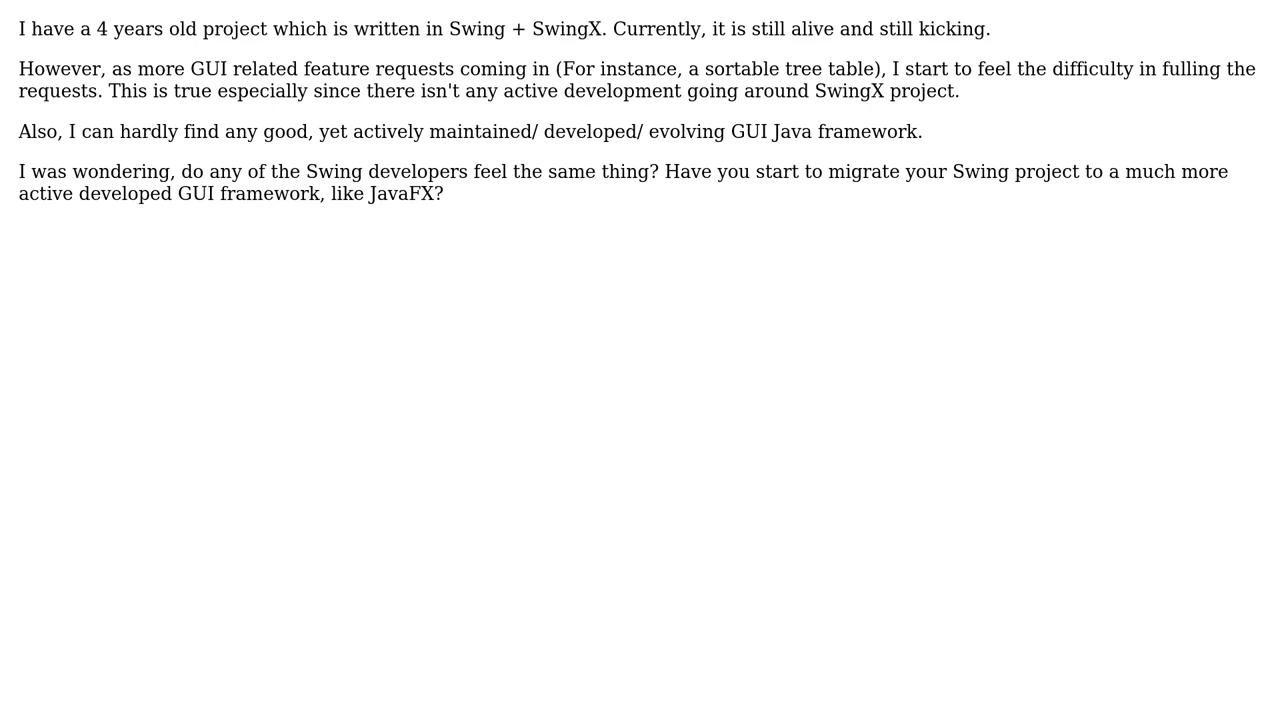 I have a 4 years old project which is written in Swing + SwingX. Currently, it is still alive and still kicking.
However, as more GUI related feature requests coming in (For instance, a sortable tree table), I start to feel the difficulty in fulling the
requests. This is true especially since there isn't any active development going around SwingX project.
Also, I can hardly find any good, yet actively maintained/ developed/ evolving GUI Java framework.
I was wondering, do any of the Swing developers feel the same thing? Have you start to migrate your Swing project to a much more
active developed GUI framework, like JavaFX?